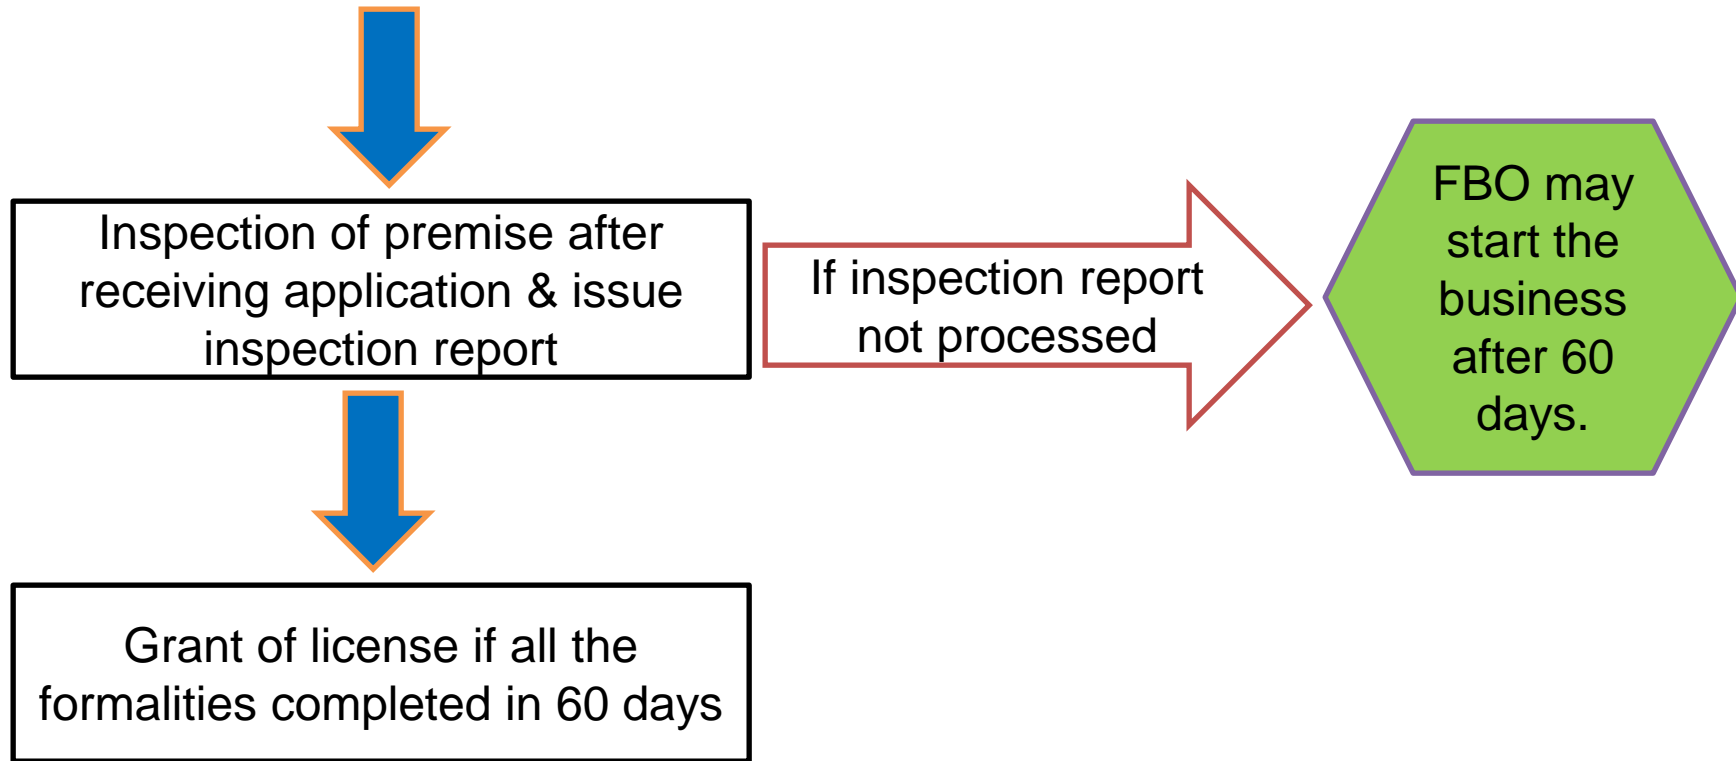 Inspection of premise after
receiving application & issue
inspection report
If inspection report
not processed
FBO may
start the
business
after 60
days.
Grant of license if all the
formalities completed in 60 days